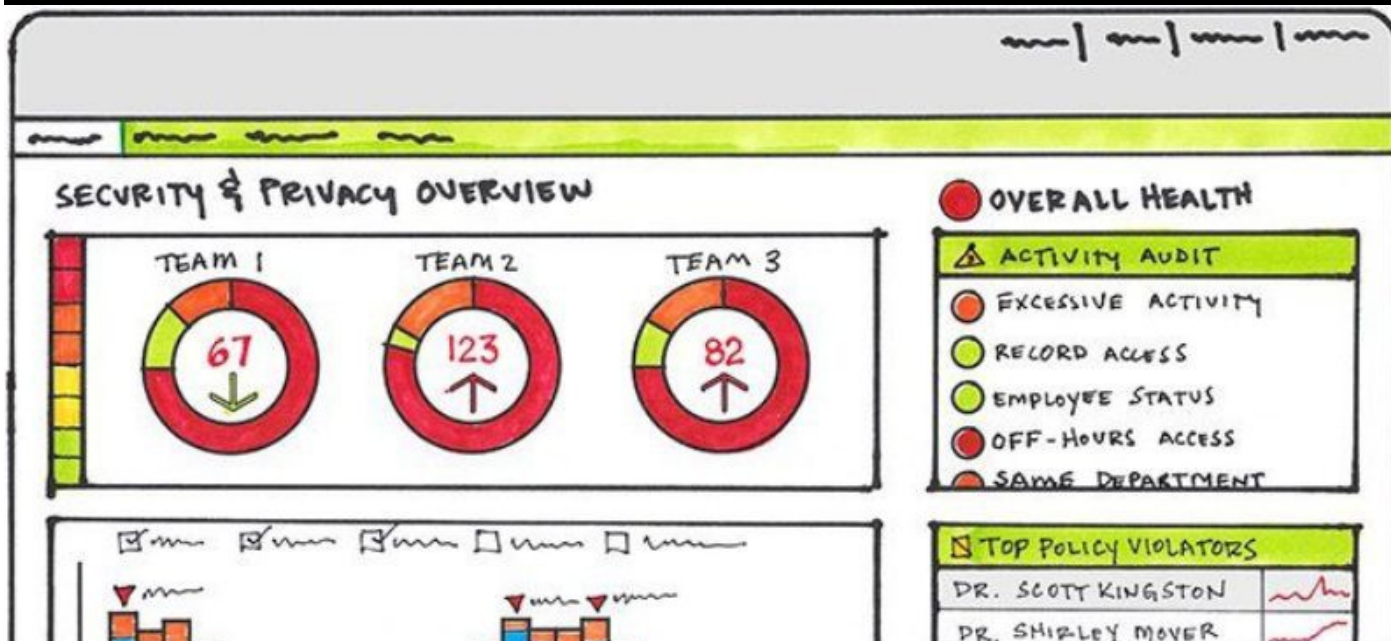 SECURITY & PRIVACY OVERVIEW
TEAM 1
TEAM 2
TEAM 3
67
123
82
OVERALL HEALTH
ACTIVITY AUDIT
EXCESSIVE ACTIVITY
RECORD ACCESS
EMPLOYEE STATUS
OFF-HOURS ACCESS
SAME DEPARTMENT
TOP POLICY VIOLATORS
DR. SCOTT KINGSTON
DR. SHIRLEY MOYER